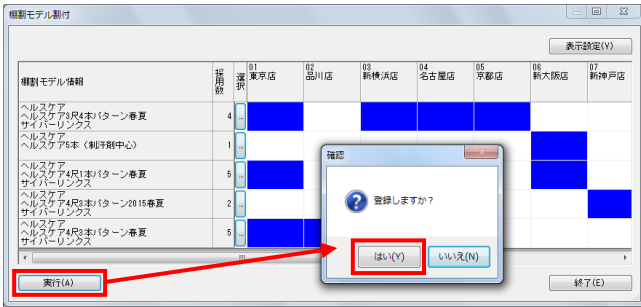 棚割モデル割付
表示設定(V)
棚割モデル情報
採用数
選択
01
東京店
02
品川店
03
新横浜店
04
名古屋店
05
京都店
06
新大阪店
07
新神戸店
ヘルスケア
ヘルスケア3尺4本パターン春夏
サイバーリンクス
4
...
ヘルスケア
ヘルスケア5本（制汗剤中心）
1
...
ヘルスケア
ヘルスケア4尺1本パターン春夏
サイバーリンクス
5
...
ヘルスケア
ヘルスケア4尺3本パターン2015春夏
サイバーリンクス
2
...
ヘルスケア
ヘルスケア4尺3本パターン春夏
サイバーリンクス
5
...
確認
登録しますか？
はい(Y)
いいえ(N)
実行(A)
終了(E)